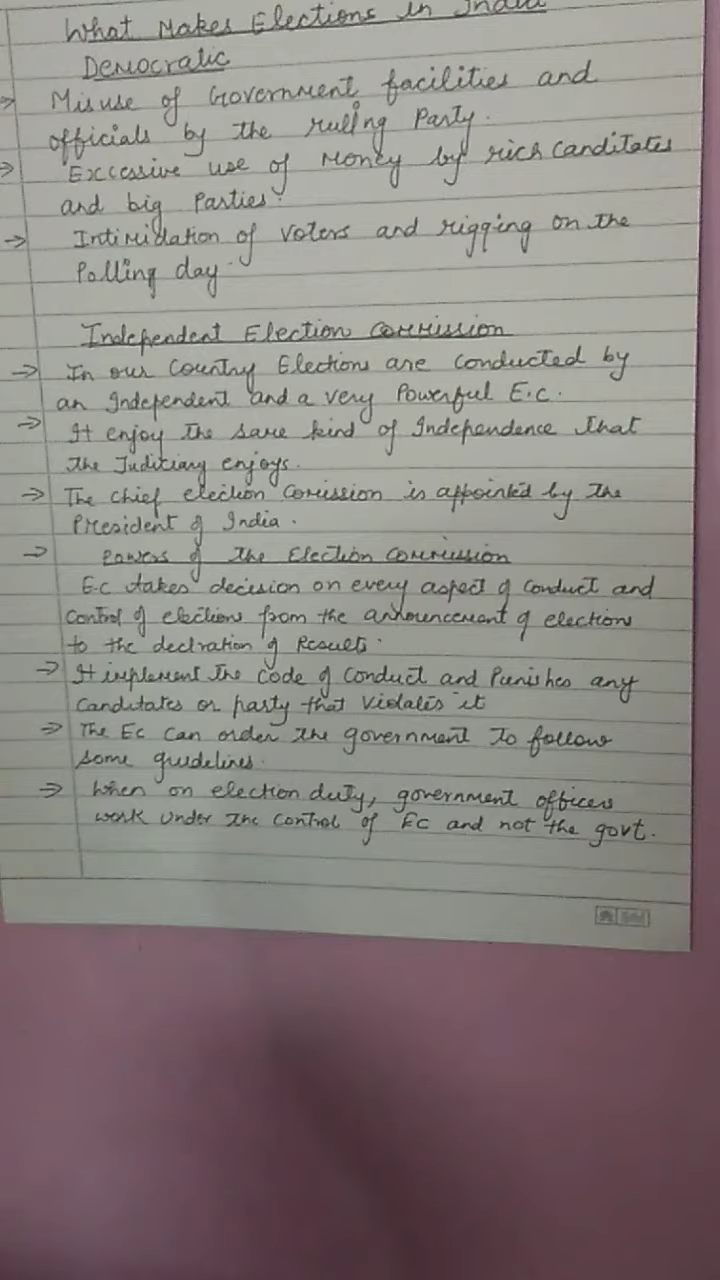 What Makes Elections in India
Democratic
→ Misuse of Government facilities and
officials by the ruling Party.
→ Exccessive use of Money by rich canditates
and big Parties.
→ Intimidation of voters and rigging on the
Polling day.
Independent Election Commission
→ In our Country Elections are conducted by
an Independent and a very Powerful E.C.
→ It enjoy the same kind of Independence that
the Judiciary enjoys.
→ The chief election Comission is appointed by the
President of India.
→ Powers of the Election Commission
E.C takes decision on every aspect of conduct and
Control of elections from the announcement of elections
to the declration of Results.
→ It implement the code of Conduct and Punishes any
Canditates or party that violates it
→ The EC can order the government to follow
some guidelines.
→ When on election duty, government officers
work under the control of EC and not the govt.